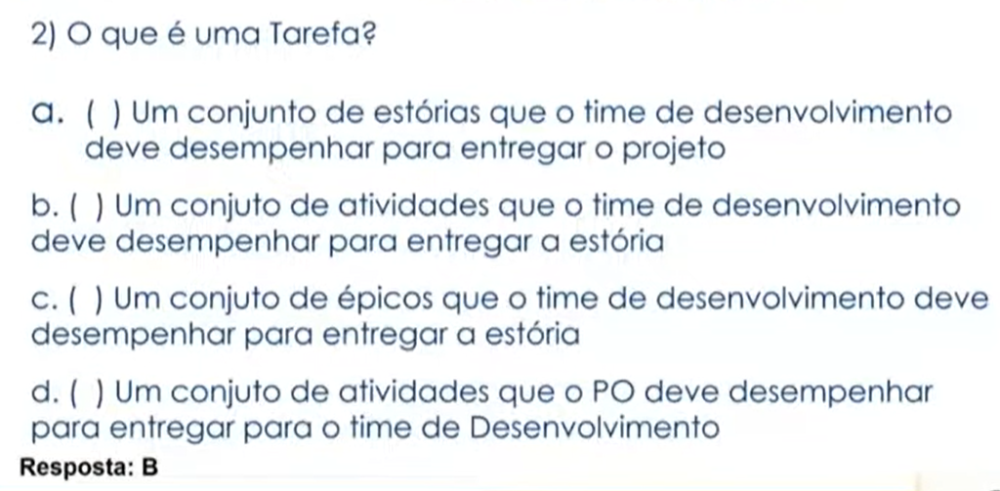 2) O que é uma Tarefa?
a. ( ) Um conjunto de estórias que o time de desenvolvimento
deve desempenhar para entregar o projeto
b. ( ) Um conjuto de atividades que o time de desenvolvimento
deve desempenhar para entregar a estória
c. ( ) Um conjuto de épicos que o time de desenvolvimento deve
desempenhar para entregar a estória
d. ( ) Um conjuto de atividades que o PO deve desempenhar
para entregar para o time de Desenvolvimento
Resposta: B